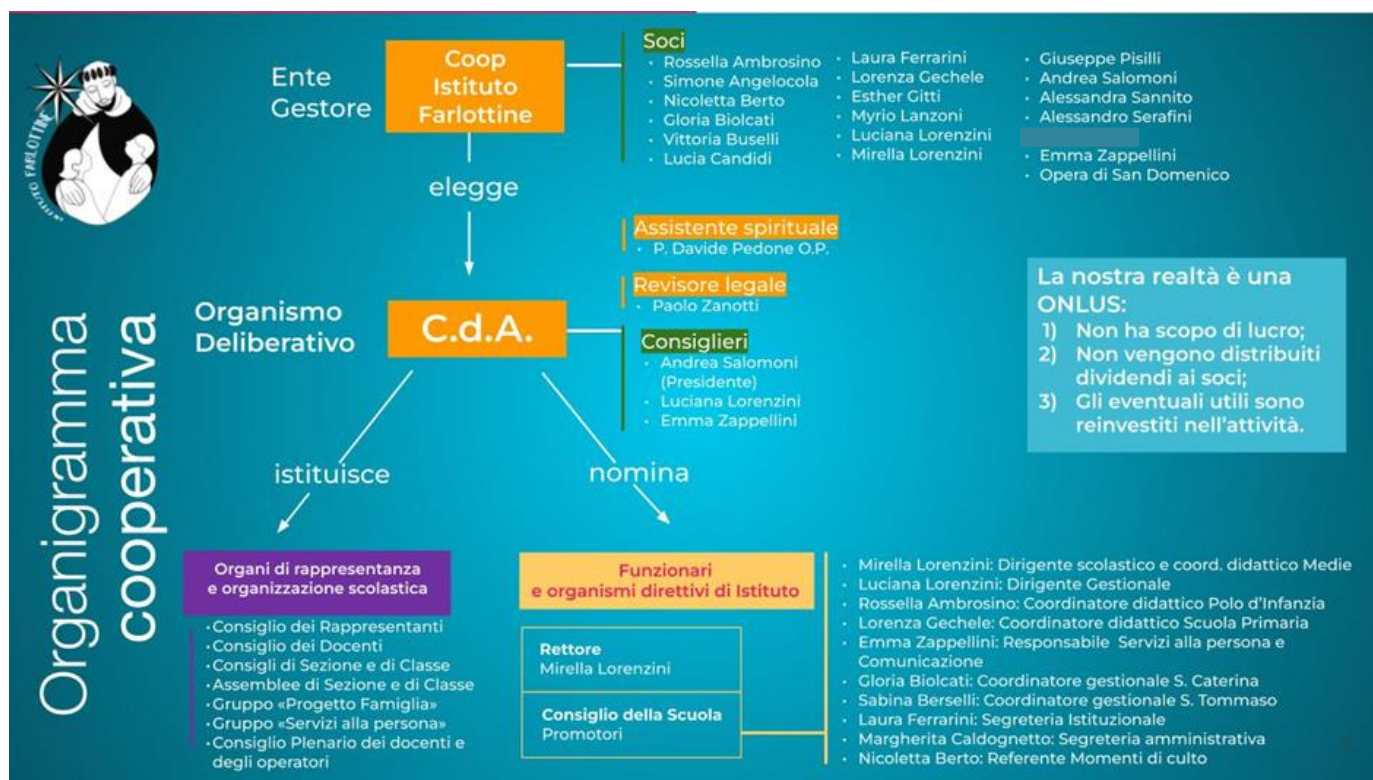 ISTITUTO FARLOTTINE
Organigramma
cooperativa
Ente
Gestore
Coop
Istituto
Farlottine
Soci
• Rossella Ambrosino
• Simone Angelocola
• Nicoletta Berto
• Gloria Biolcati
• Vittoria Buselli
• Lucia Candidi
• Laura Ferrarini
• Lorenza Gechele
• Esther Gitti
• Myrio Lanzoni
• Luciana Lorenzini
• Mirella Lorenzini
• Giuseppe Pisilli
• Andrea Salomoni
• Alessandra Sannito
• Alessandro Serafini
• Emma Zappellini
• Opera di San Domenico
elegge
Assistente spirituale
• P. Davide Pedone O.P.
Revisore legale
• Paolo Zanotti
Organismo
Deliberativo
C.d.A.
Consiglieri
• Andrea Salomoni
(Presidente)
• Luciana Lorenzini
• Emma Zappellini
La nostra realtà è una
ONLUS:
1) Non ha scopo di lucro;
2) Non vengono distribuiti
dividendi ai soci;
3) Gli eventuali utili sono
reinvestiti nell'attività.
istituisce
nomina
Organi di rappresentanza
e organizzazione scolastica
• Consiglio dei Rappresentanti
• Consiglio dei Docenti
• Consigli di Sezione e di Classe
• Assemblee di Sezione e di Classe
• Gruppo «Progetto Famiglia»
• Gruppo «Servizi alla persona»
• Consiglio Plenario dei docenti e
degli operatori
Funzionari
e organismi direttivi di Istituto
Rettore
Mirella Lorenzini
Consiglio della Scuola
Promotori
• Mirella Lorenzini: Dirigente scolastico e coord. didattico Medie
• Luciana Lorenzini: Dirigente Gestionale
• Rossella Ambrosino: Coordinatore didattico Polo d'Infanzia
• Lorenza Gechele: Coordinatore didattico Scuola Primaria
• Emma Zappellini: Responsabile Servizi alla persona e
Comunicazione
• Gloria Biolcati: Coordinatore gestionale S. Caterina
• Sabina Berselli: Coordinatore gestionale S. Tommaso
• Laura Ferrarini: Segreteria Istituzionale
• Margherita Caldognetto: Segreteria amministrativa
• Nicoletta Berto: Referente Momenti di culto